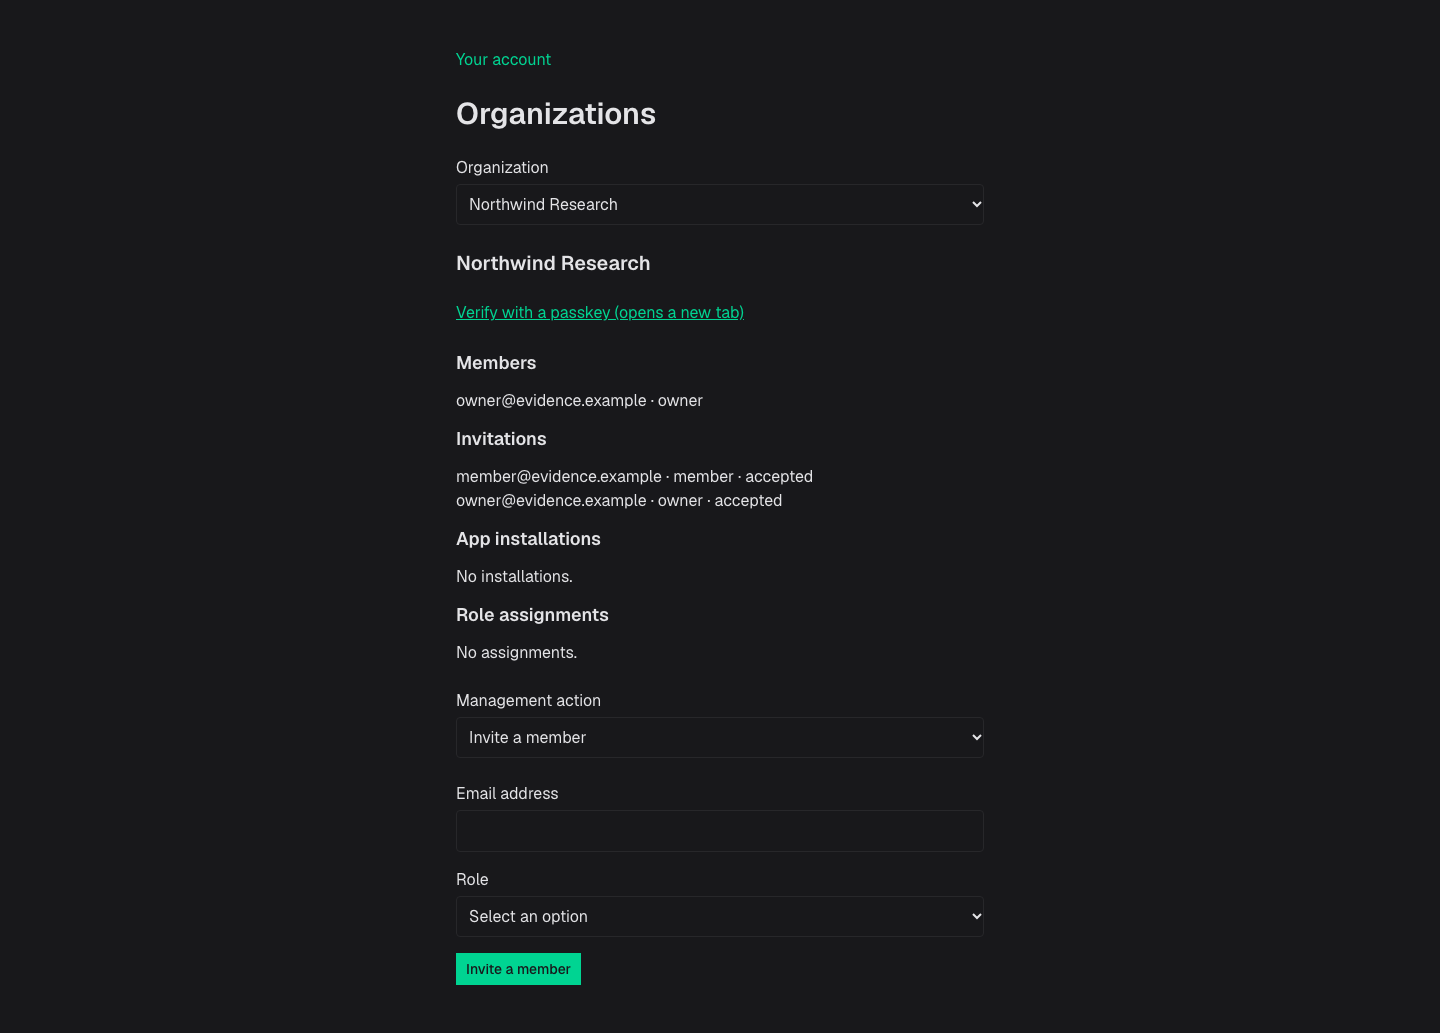 Your account
Organizations
Organization
Northwind Research
Northwind Research
Verify with a passkey (opens a new tab)
Members
owner@evidence.example · owner
Invitations
member@evidence.example · member · accepted
owner@evidence.example · owner · accepted
App installations
No installations.
Role assignments
No assignments.
Management action
Invite a member
Email address
Role
Select an option
Invite a member